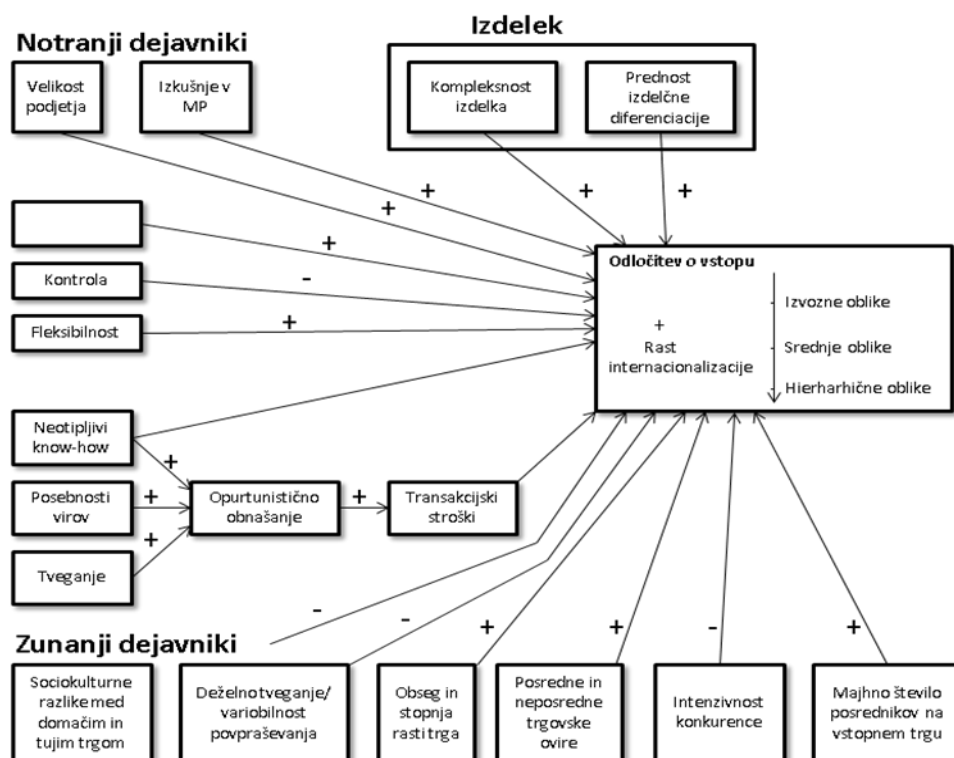 Notranji dejavniki
Izdelek
Velikost
podjetja
Izkušnje v
MP
Kompleksnost
izdelka
Prednost
izdelčne
diferenciacije
+
+
+
+
+
Kontrola
-
Fleksibilnost
+
Odločitev o vstopu
+
Rast
internacionalizacije
Izvozne oblike
Srednje oblike
Hierharhične oblike
Neotipljivi
know-how
+
Posebnosti
virov
+
Opurtunistično
obnašanje
+
Transakcijski
stroški
+
Tveganje
Zunanji dejavniki
-
-
+
+
-
+
Sociokulturne
razlike med
domačim in
tujim trgom
Deželno tveganje/
variobilnost
povpraševanja
Obseg in
stopnja
rasti trga
Posredne in
neposredne
trgovske
ovire
Intenzivnost
konkurence
Majhno število
posrednikov na
vstopnem trgu